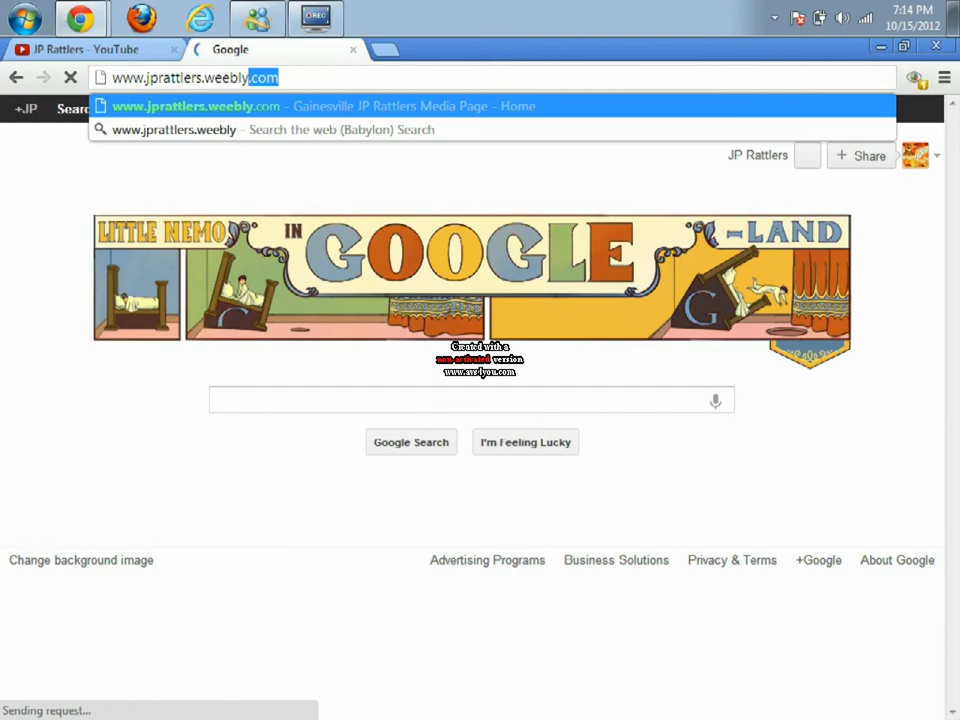 7:14 PM
10/15/2012
JP Rattlers - YouTube
Google
www.jprattlers.weebly.com
+JP Searc
www.jprattlers.weebly.com - Gainesville JP Rattlers Media Page - Home
www.jprattlers.weebly - Search the web (Babylon) Search
JP Rattlers
+ Share
LITTLE NEMO IN GOOGLE -LAND
G G
Created with a
non-activated version
www.avs4you.com
Google Search
I'm Feeling Lucky
Change background image
Advertising Programs
Business Solutions
Privacy & Terms
+Google
About Google
Sending request...
REC